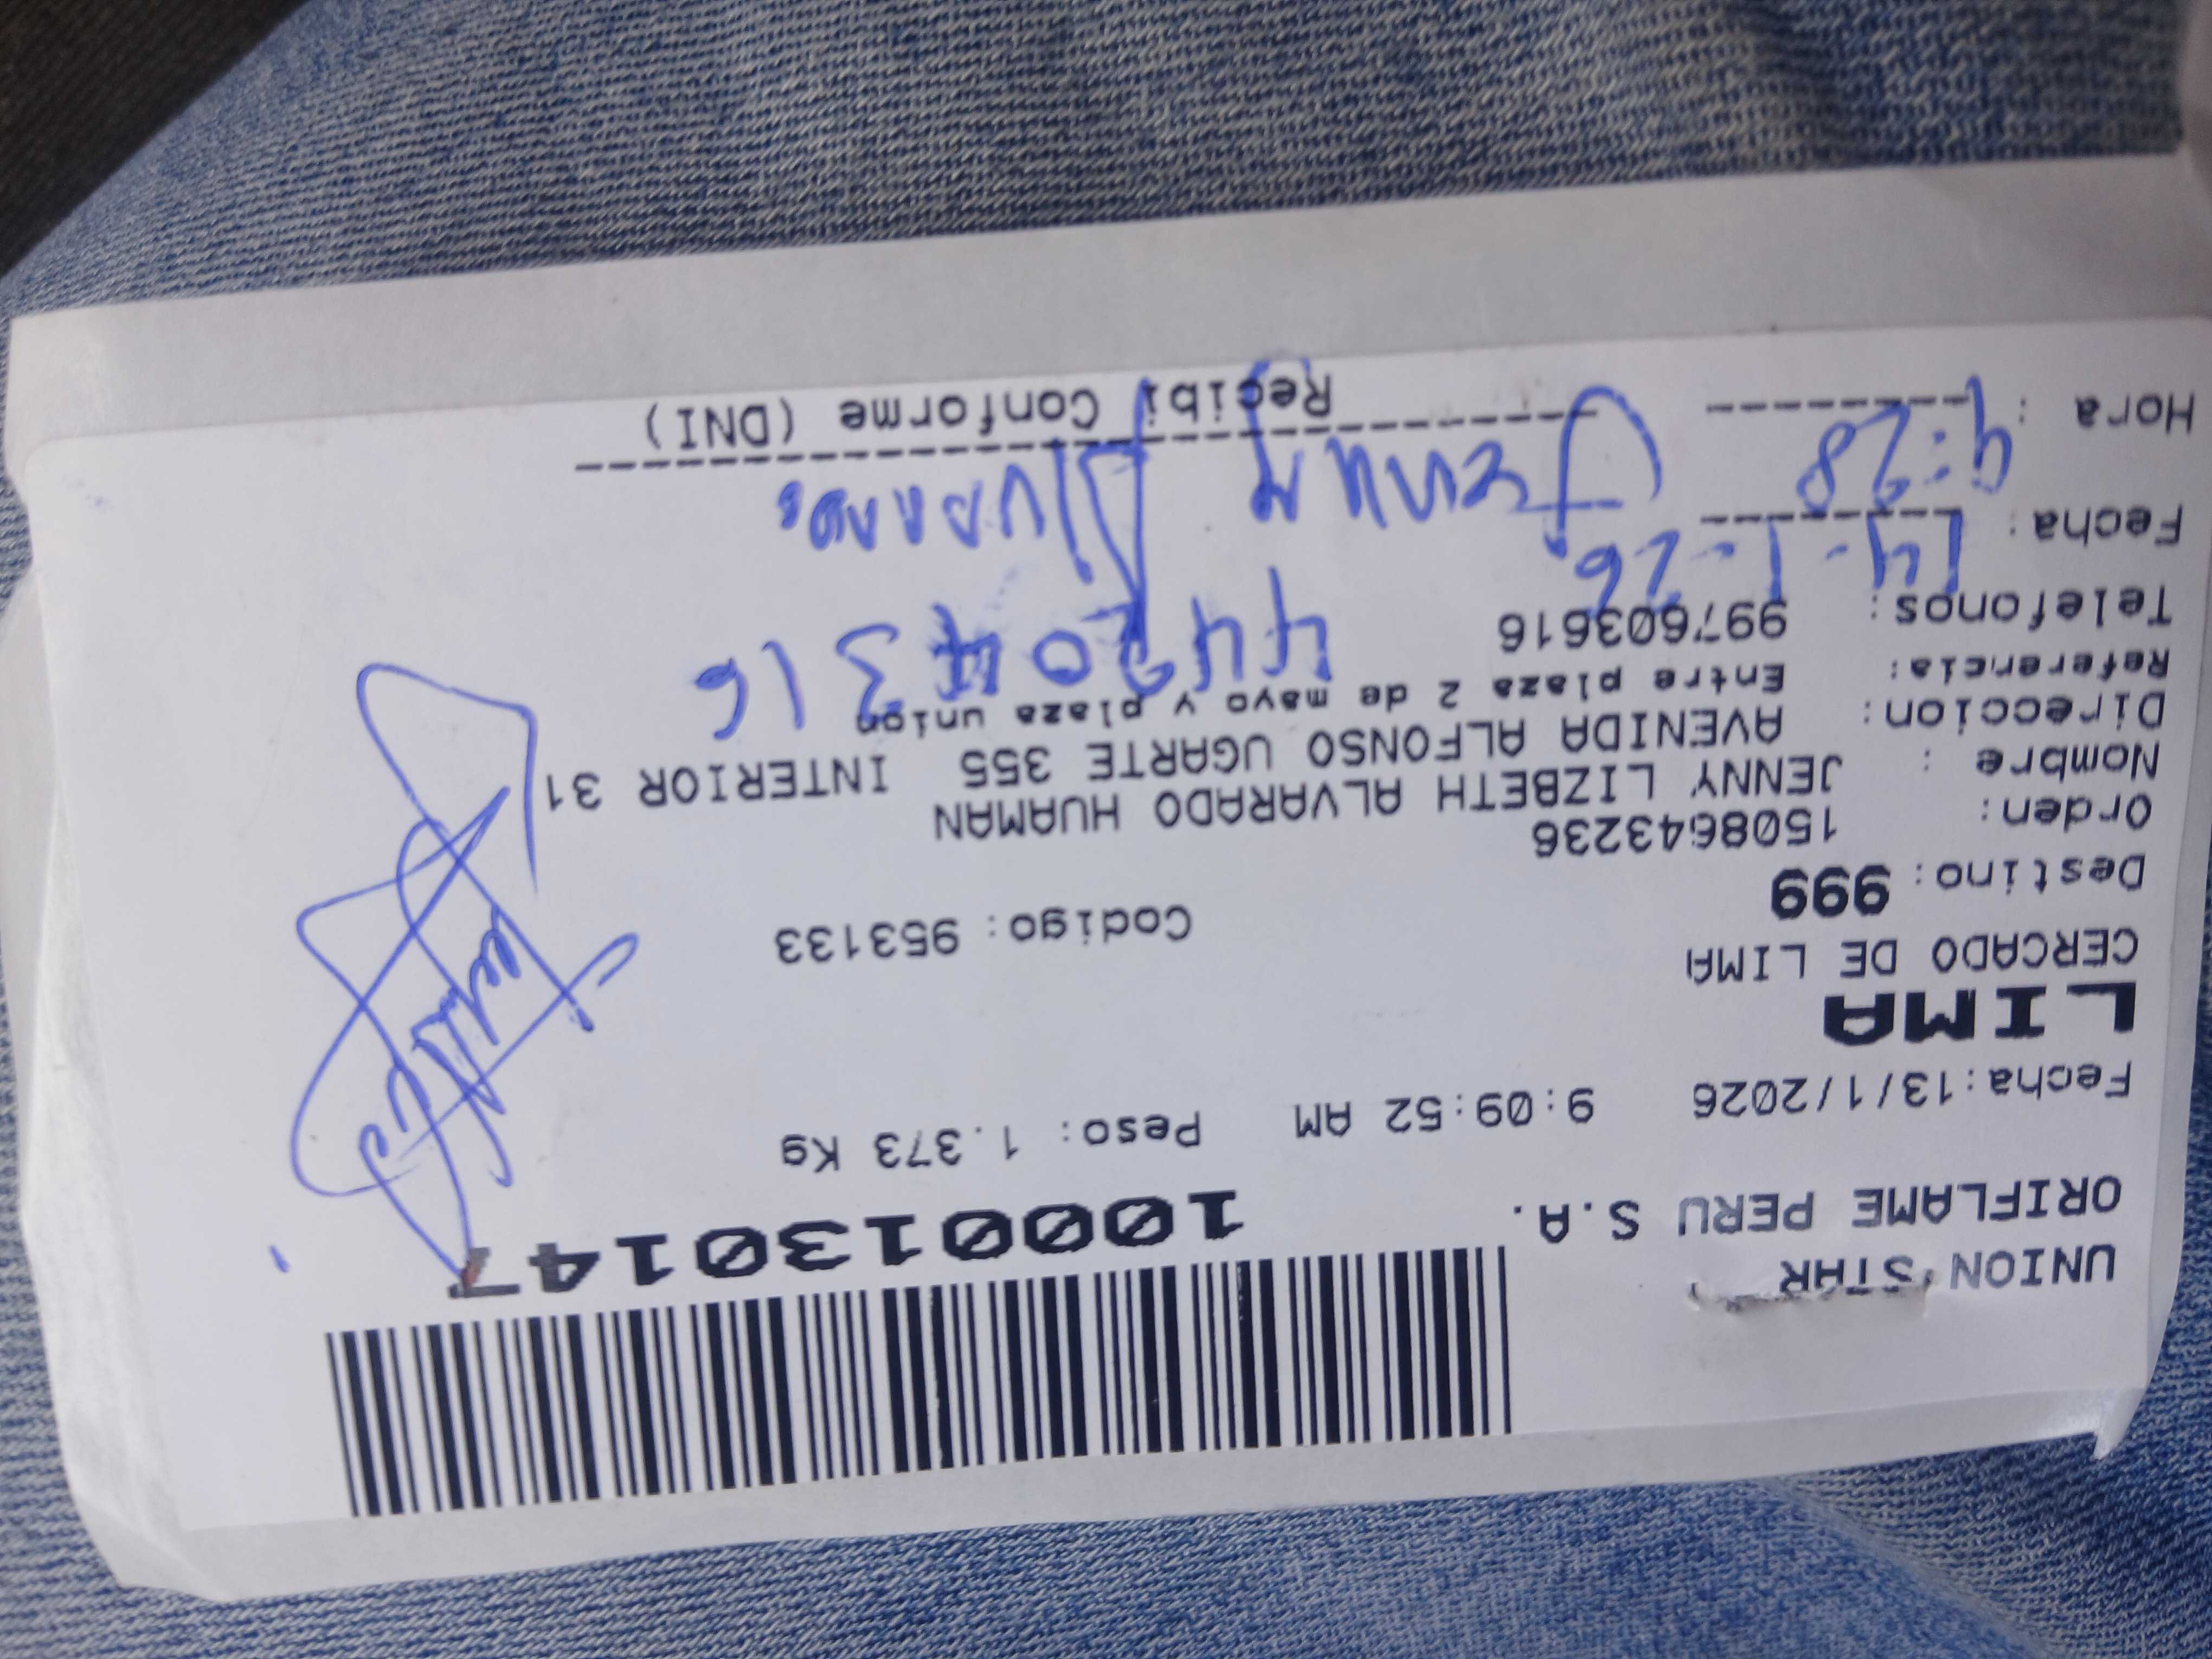 UNION STAR
ORIFLAME PERU S.A.
1000130147
Fecha:13/1/2026 9:09:52 AM Peso: 1.373 Kg
LIMA
CERCADO DE LIMA
Destino: 999 Codigo: 953133
Orden: 1508643236
Nombre : JENNY LIZBETH ALVARADO HUAMAN
Direccion: AVENIDA ALFONSO UGARTE 355 INTERIOR 31
Referencia: Entre plaza 2 de mayo y plaza union
Telefonos: 997603616
44204316
Fecha: 14-1-26
Jenny Alvarado
Hora : 9:28
Recibi Conforme (DNI)